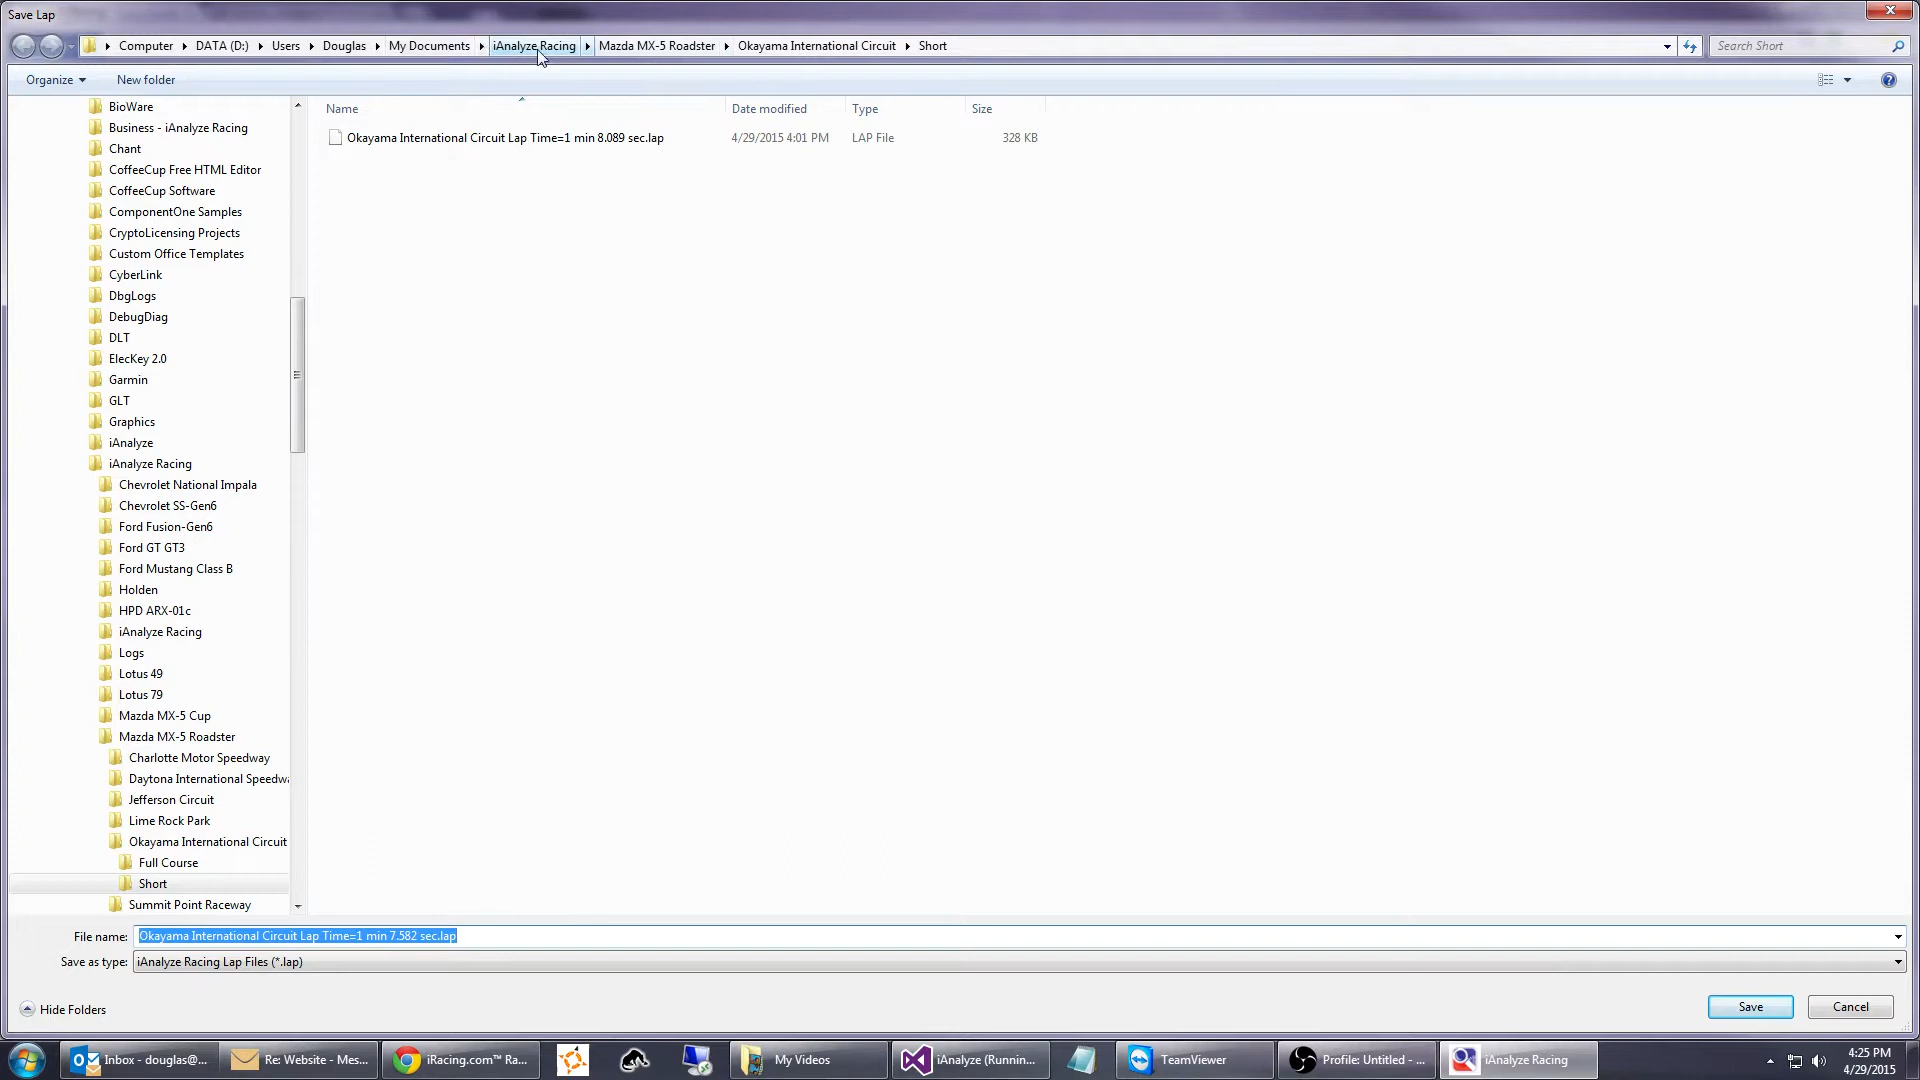 Save Lap
Computer DATA (D:) Users Douglas My Documents iAnalyze Racing Mazda MX-5 Roadster Okayama International Circuit Short
Search Short
Organize New folder
Name Date modified Type Size
Okayama International Circuit Lap Time=1 min 8.089 sec.lap 4/29/2015 4:01 PM LAP File 328 KB
BioWare
Business - iAnalyze Racing
Chant
CoffeeCup Free HTML Editor
CoffeeCup Software
ComponentOne Samples
CryptoLicensing Projects
Custom Office Templates
CyberLink
DbgLogs
DebugDiag
DLT
ElecKey 2.0
Garmin
GLT
Graphics
iAnalyze
iAnalyze Racing
Chevrolet National Impala
Chevrolet SS-Gen6
Ford Fusion-Gen6
Ford GT GT3
Ford Mustang Class B
Holden
HPD ARX-01c
iAnalyze Racing
Logs
Lotus 49
Lotus 79
Mazda MX-5 Cup
Mazda MX-5 Roadster
Charlotte Motor Speedway
Daytona International Speedwa
Jefferson Circuit
Lime Rock Park
Okayama International Circuit
Full Course
Short
Summit Point Raceway
File name: Okayama International Circuit Lap Time=1 min 7.582 sec.lap
Save as type: iAnalyze Racing Lap Files (*.lap)
Hide Folders Save Cancel
Inbox - douglas@... Re: Website - Mes... iRacing.com™ Ra... My Videos iAnalyze (Runnin... TeamViewer Profile: Untitled - ... iAnalyze Racing
4:25 PM
4/29/2015